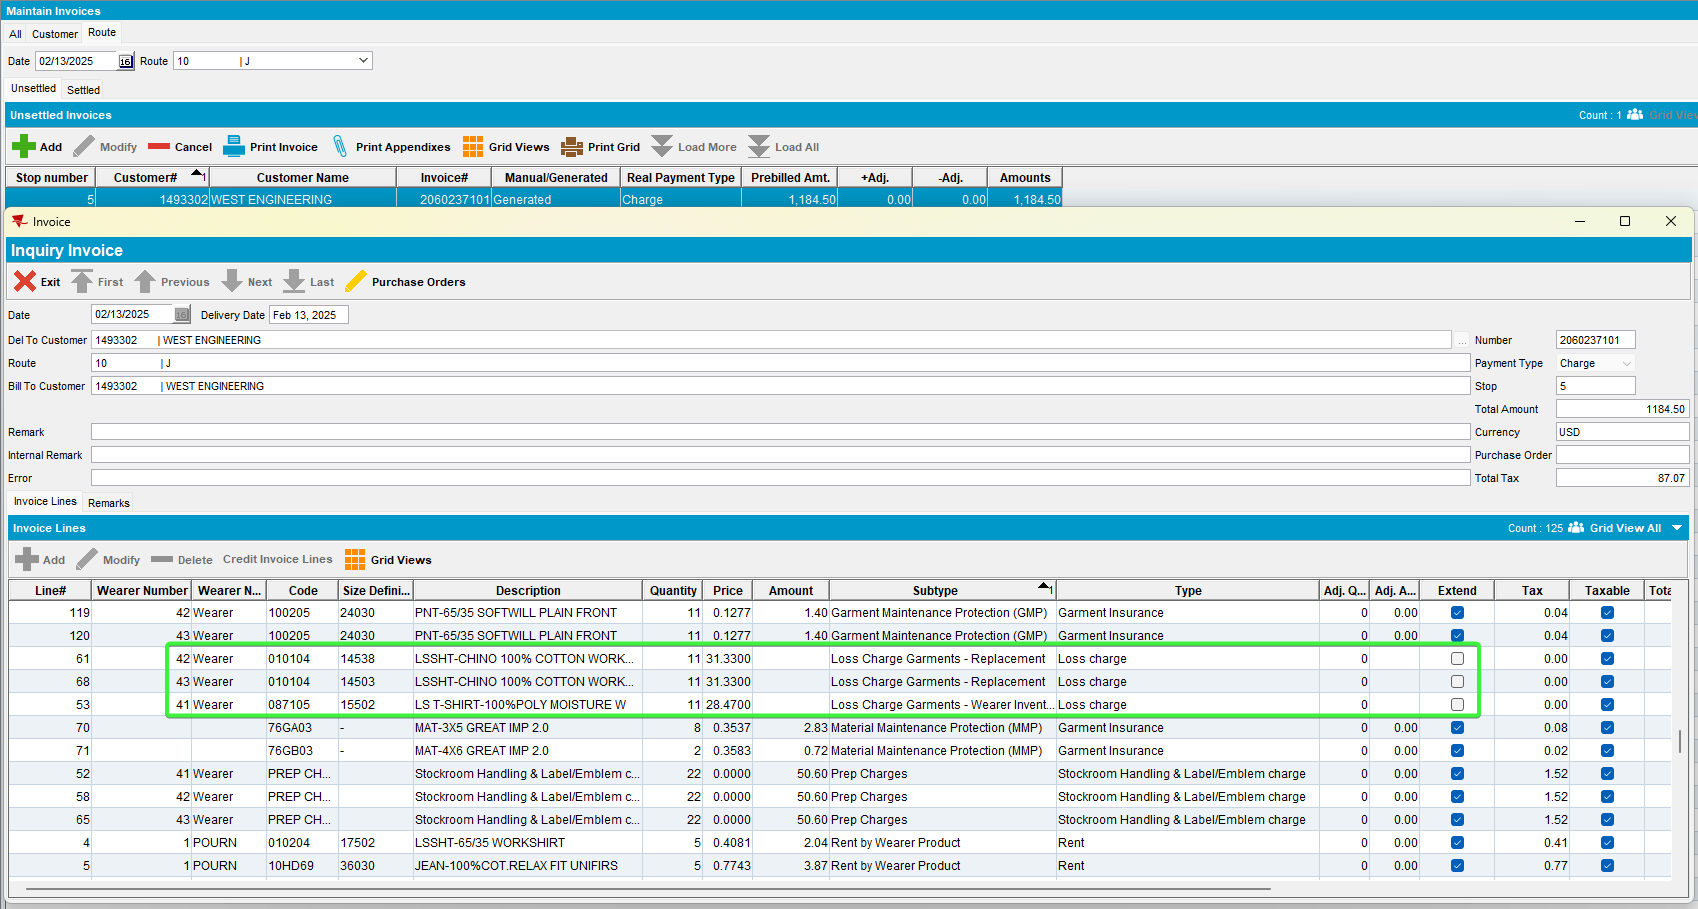 Maintain Invoices
All Customer Route
Date 02/13/2025 16 Route 10 | J
Unsettled Settled
Unsettled Invoices Count : 1 Grid View
Add Modify Cancel Print Invoice Print Appendixes Grid Views Print Grid Load More Load All
Stop number Customer# 1 Customer Name Invoice# Manual/Generated Real Payment Type Prebilled Amt. +Adj. -Adj. Amounts
5 1493302 WEST ENGINEERING 2060237101 Generated Charge 1,184.50 0.00 0.00 1,184.50
Invoice
Inquiry Invoice
Exit First Previous Next Last Purchase Orders
Date 02/13/2025 16 Delivery Date Feb 13, 2025
Del To Customer 1493302 | WEST ENGINEERING ... Number 2060237101
Route 10 | J Payment Type Charge
Bill To Customer 1493302 | WEST ENGINEERING Stop 5
Total Amount 1184.50
Remark Currency USD
Internal Remark Purchase Order
Error Total Tax 87.07
Invoice Lines Remarks
Invoice Lines Count : 125 Grid View All
Add Modify Delete Credit Invoice Lines Grid Views
Line# Wearer Number Wearer N... Code Size Defini... Description Quantity Price Amount Subtype 1 Type Adj. Q... Adj. A... Extend Tax Taxable Tota
119 42 Wearer 100205 24030 PNT-65/35 SOFTWILL PLAIN FRONT 11 0.1277 1.40 Garment Maintenance Protection (GMP) Garment Insurance 0 0.00 0.04
120 43 Wearer 100205 24030 PNT-65/35 SOFTWILL PLAIN FRONT 11 0.1277 1.40 Garment Maintenance Protection (GMP) Garment Insurance 0 0.00 0.04
61 42 Wearer 010104 14538 LSSHT-CHINO 100% COTTON WORK... 11 31.3300 Loss Charge Garments - Replacement Loss charge 0 0.00
68 43 Wearer 010104 14503 LSSHT-CHINO 100% COTTON WORK... 11 31.3300 Loss Charge Garments - Replacement Loss charge 0 0.00
53 41 Wearer 087105 15502 LS T-SHIRT-100%POLY MOISTURE W 11 28.4700 Loss Charge Garments - Wearer Invent... Loss charge 0 0.00
70 76GA03 - MAT-3X5 GREAT IMP 2.0 8 0.3537 2.83 Material Maintenance Protection (MMP) Garment Insurance 0 0.00 0.08
71 76GB03 - MAT-4X6 GREAT IMP 2.0 2 0.3583 0.72 Material Maintenance Protection (MMP) Garment Insurance 0 0.00 0.02
52 41 Wearer PREP CH... Stockroom Handling & Label/Emblem c... 22 0.0000 50.60 Prep Charges Stockroom Handling & Label/Emblem charge 0 0.00 1.52
58 42 Wearer PREP CH... Stockroom Handling & Label/Emblem c... 22 0.0000 50.60 Prep Charges Stockroom Handling & Label/Emblem charge 0 0.00 1.52
65 43 Wearer PREP CH... Stockroom Handling & Label/Emblem c... 22 0.0000 50.60 Prep Charges Stockroom Handling & Label/Emblem charge 0 0.00 1.52
4 1 POURN 010204 17502 LSSHT-65/35 WORKSHIRT 5 0.4081 2.04 Rent by Wearer Product Rent 0 0.00 0.41
5 1 POURN 10HD69 36030 JEAN-100%COT.RELAX FIT UNIFIRS 5 0.7743 3.87 Rent by Wearer Product Rent 0 0.00 0.77